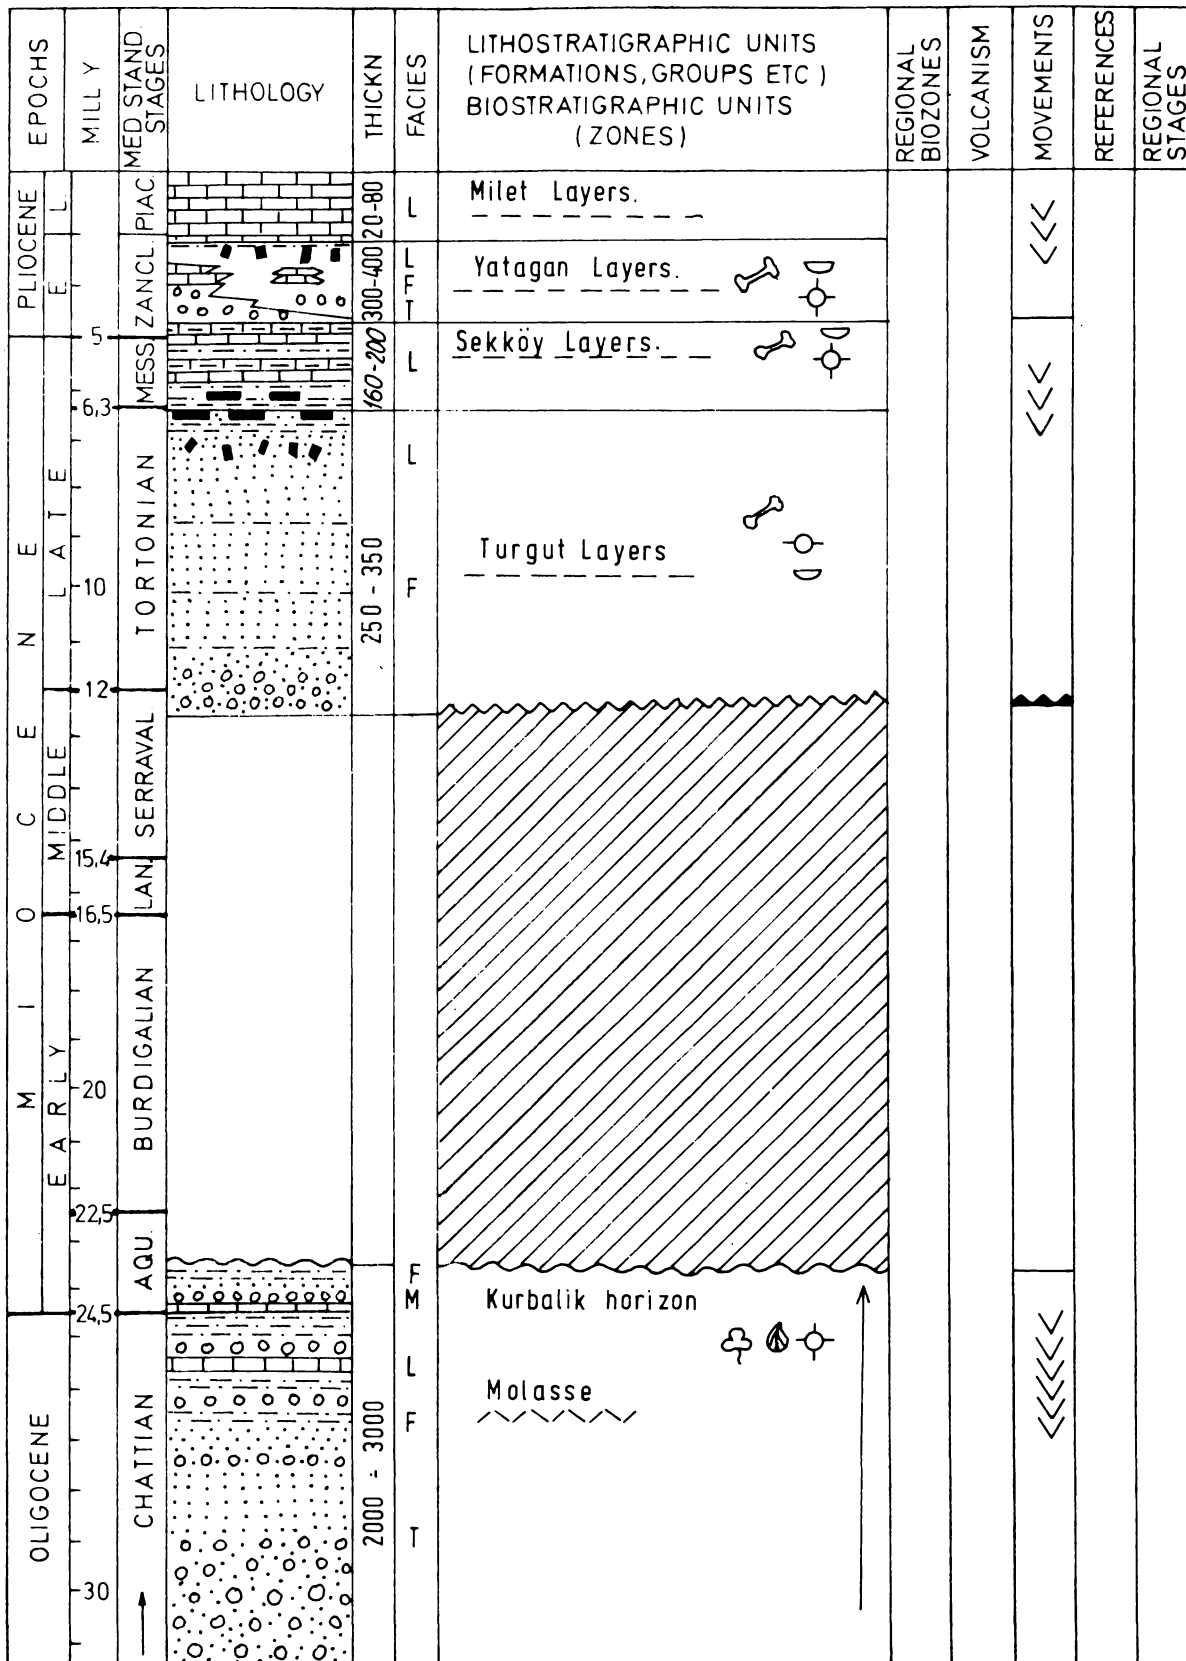 EPOCHS
MILL Y
MED STAND.
STAGES
LITHOLOGY
THICKN
FACIES
LITHOSTRATIGRAPHIC UNITS
(FORMATIONS, GROUPS ETC )
BIOSTRATIGRAPHIC UNITS
(ZONES)
REGIONAL
BIOZONES
VOLCANISM
MOVEMENTS
REFERENCES
REGIONAL
STAGES
PLIOCENE
L.
E
PIAC.
20-80
L
Milet Layers.
ZANCL.
300-400
L
F
T
Yatagan Layers.
5
MESS.
160-200
L
Sekköy Layers.
6,3
MIOCENE
LATE
TORTONIAN
250 - 350
L
F
Turgut Layers
10
12
MIDDLE
SERRAVAL
15,4
LAN.
16,5
EARLY
BURDIGALIAN
20
22,5
AQU.
F
M
Kurbalik horizon
24,5
OLIGOCENE
CHATTIAN
2000 - 3000
L
F
T
Molasse
30